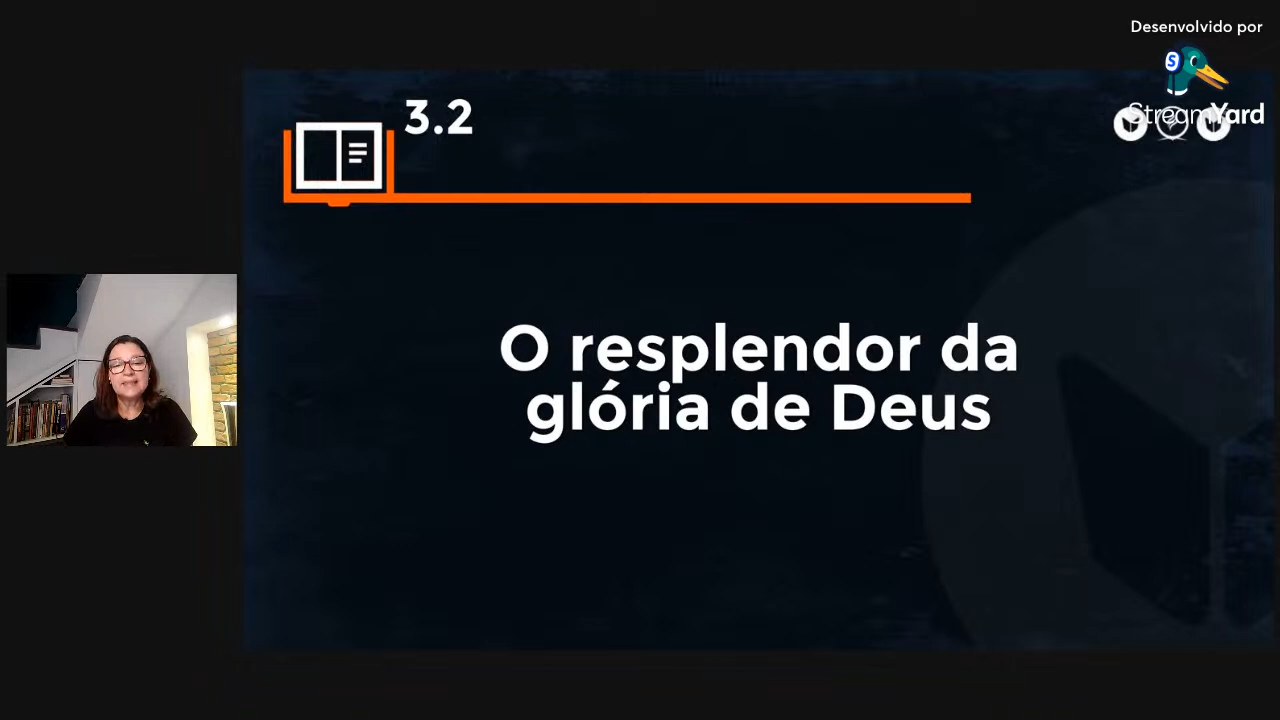 Desenvolvido por
StreamYard
3.2
O resplendor da
glória de Deus